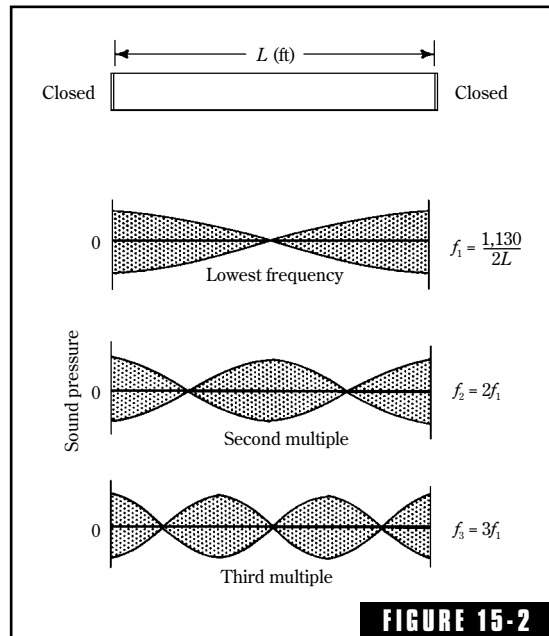 L (ft)
Closed
Closed
Sound pressure
0
Lowest frequency
f₁ = 1,130 / 2L
0
Second multiple
f₂ = 2f₁
0
Third multiple
f₃ = 3f₁
FIGURE 15-2